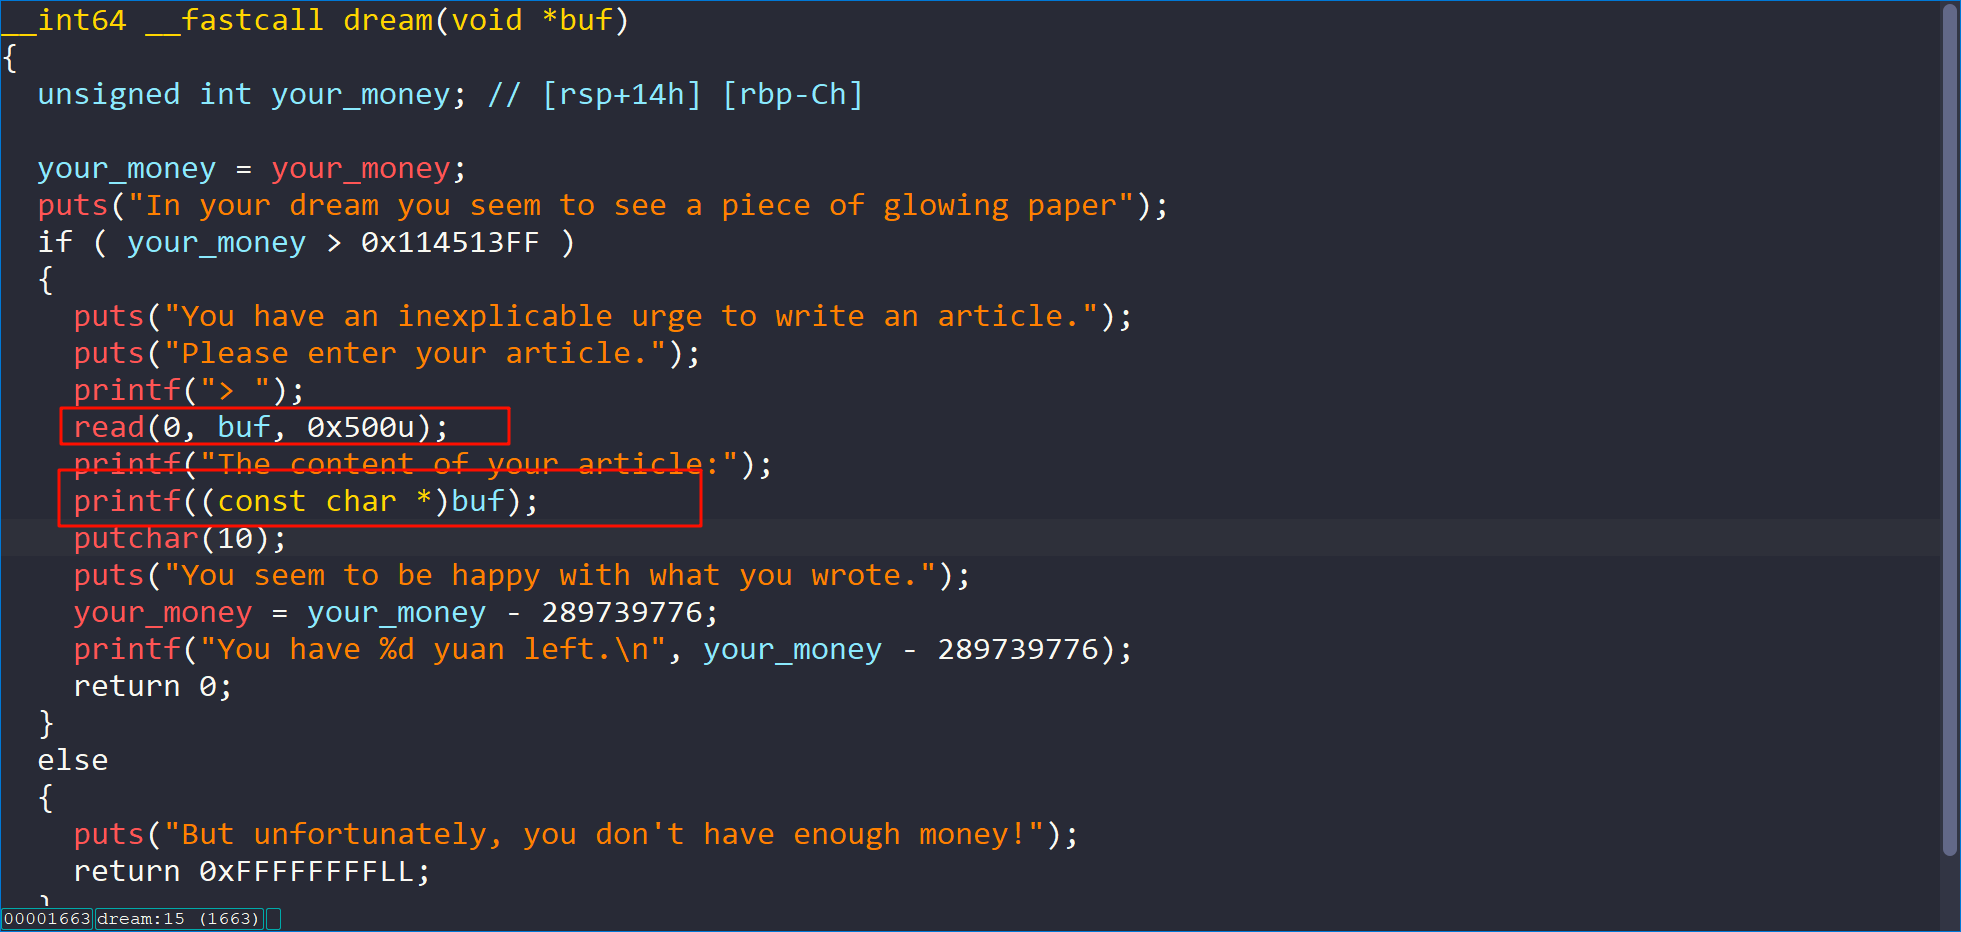 __int64 __fastcall dream(void *buf)
{
unsigned int your_money; // [rsp+14h] [rbp-Ch]
your_money = your_money;
puts("In your dream you seem to see a piece of glowing paper");
if ( your_money > 0x114513FF )
{
puts("You have an inexplicable urge to write an article.");
puts("Please enter your article.");
printf("> ");
read(0, buf, 0x500u);
printf("The content of your article:");
printf((const char *)buf);
putchar(10);
puts("You seem to be happy with what you wrote.");
your_money = your_money - 289739776;
printf("You have %d yuan left.\n", your_money - 289739776);
return 0;
}
else
{
puts("But unfortunately, you don't have enough money!");
return 0xFFFFFFFFLL;
}
00001663 dream:15 (1663)